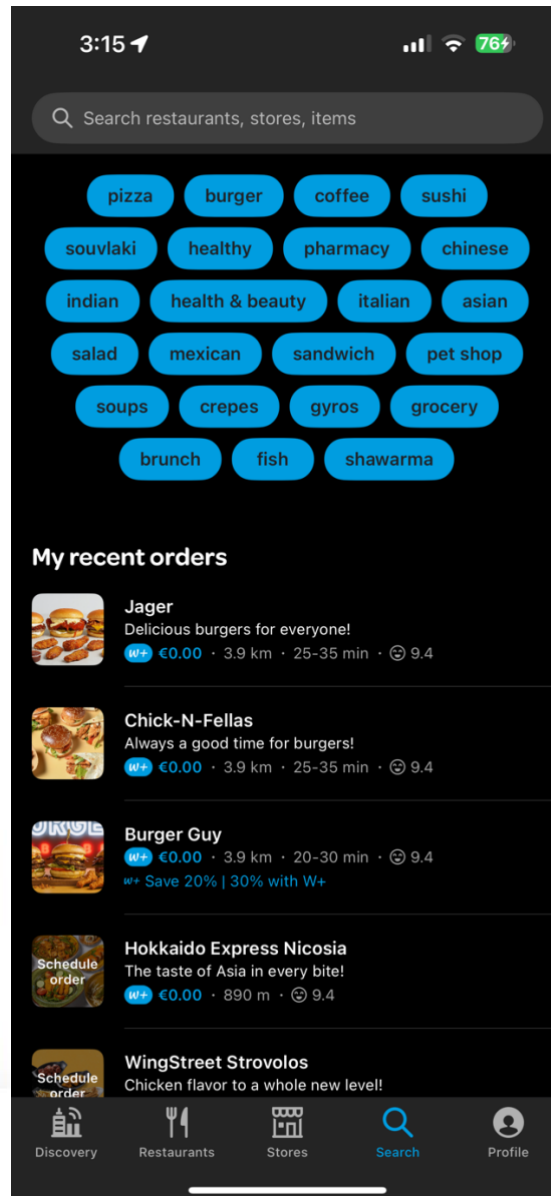 3:15
76
Search restaurants, stores, items
pizza burger coffee sushi
souvlaki healthy pharmacy chinese
indian health & beauty italian asian
salad mexican sandwich pet shop
soups crepes gyros grocery
brunch fish shawarma
My recent orders
Jager
Delicious burgers for everyone!
W+ €0.00 · 3.9 km · 25-35 min · 9.4
Chick-N-Fellas
Always a good time for burgers!
W+ €0.00 · 3.9 km · 25-35 min · 9.4
Burger Guy
W+ €0.00 · 3.9 km · 20-30 min · 9.4
W+ Save 20% | 30% with W+
Schedule order
Hokkaido Express Nicosia
The taste of Asia in every bite!
W+ €0.00 · 890 m · 9.4
Schedule order
WingStreet Strovolos
Chicken flavor to a whole new level!
Discovery Restaurants Stores Search Profile